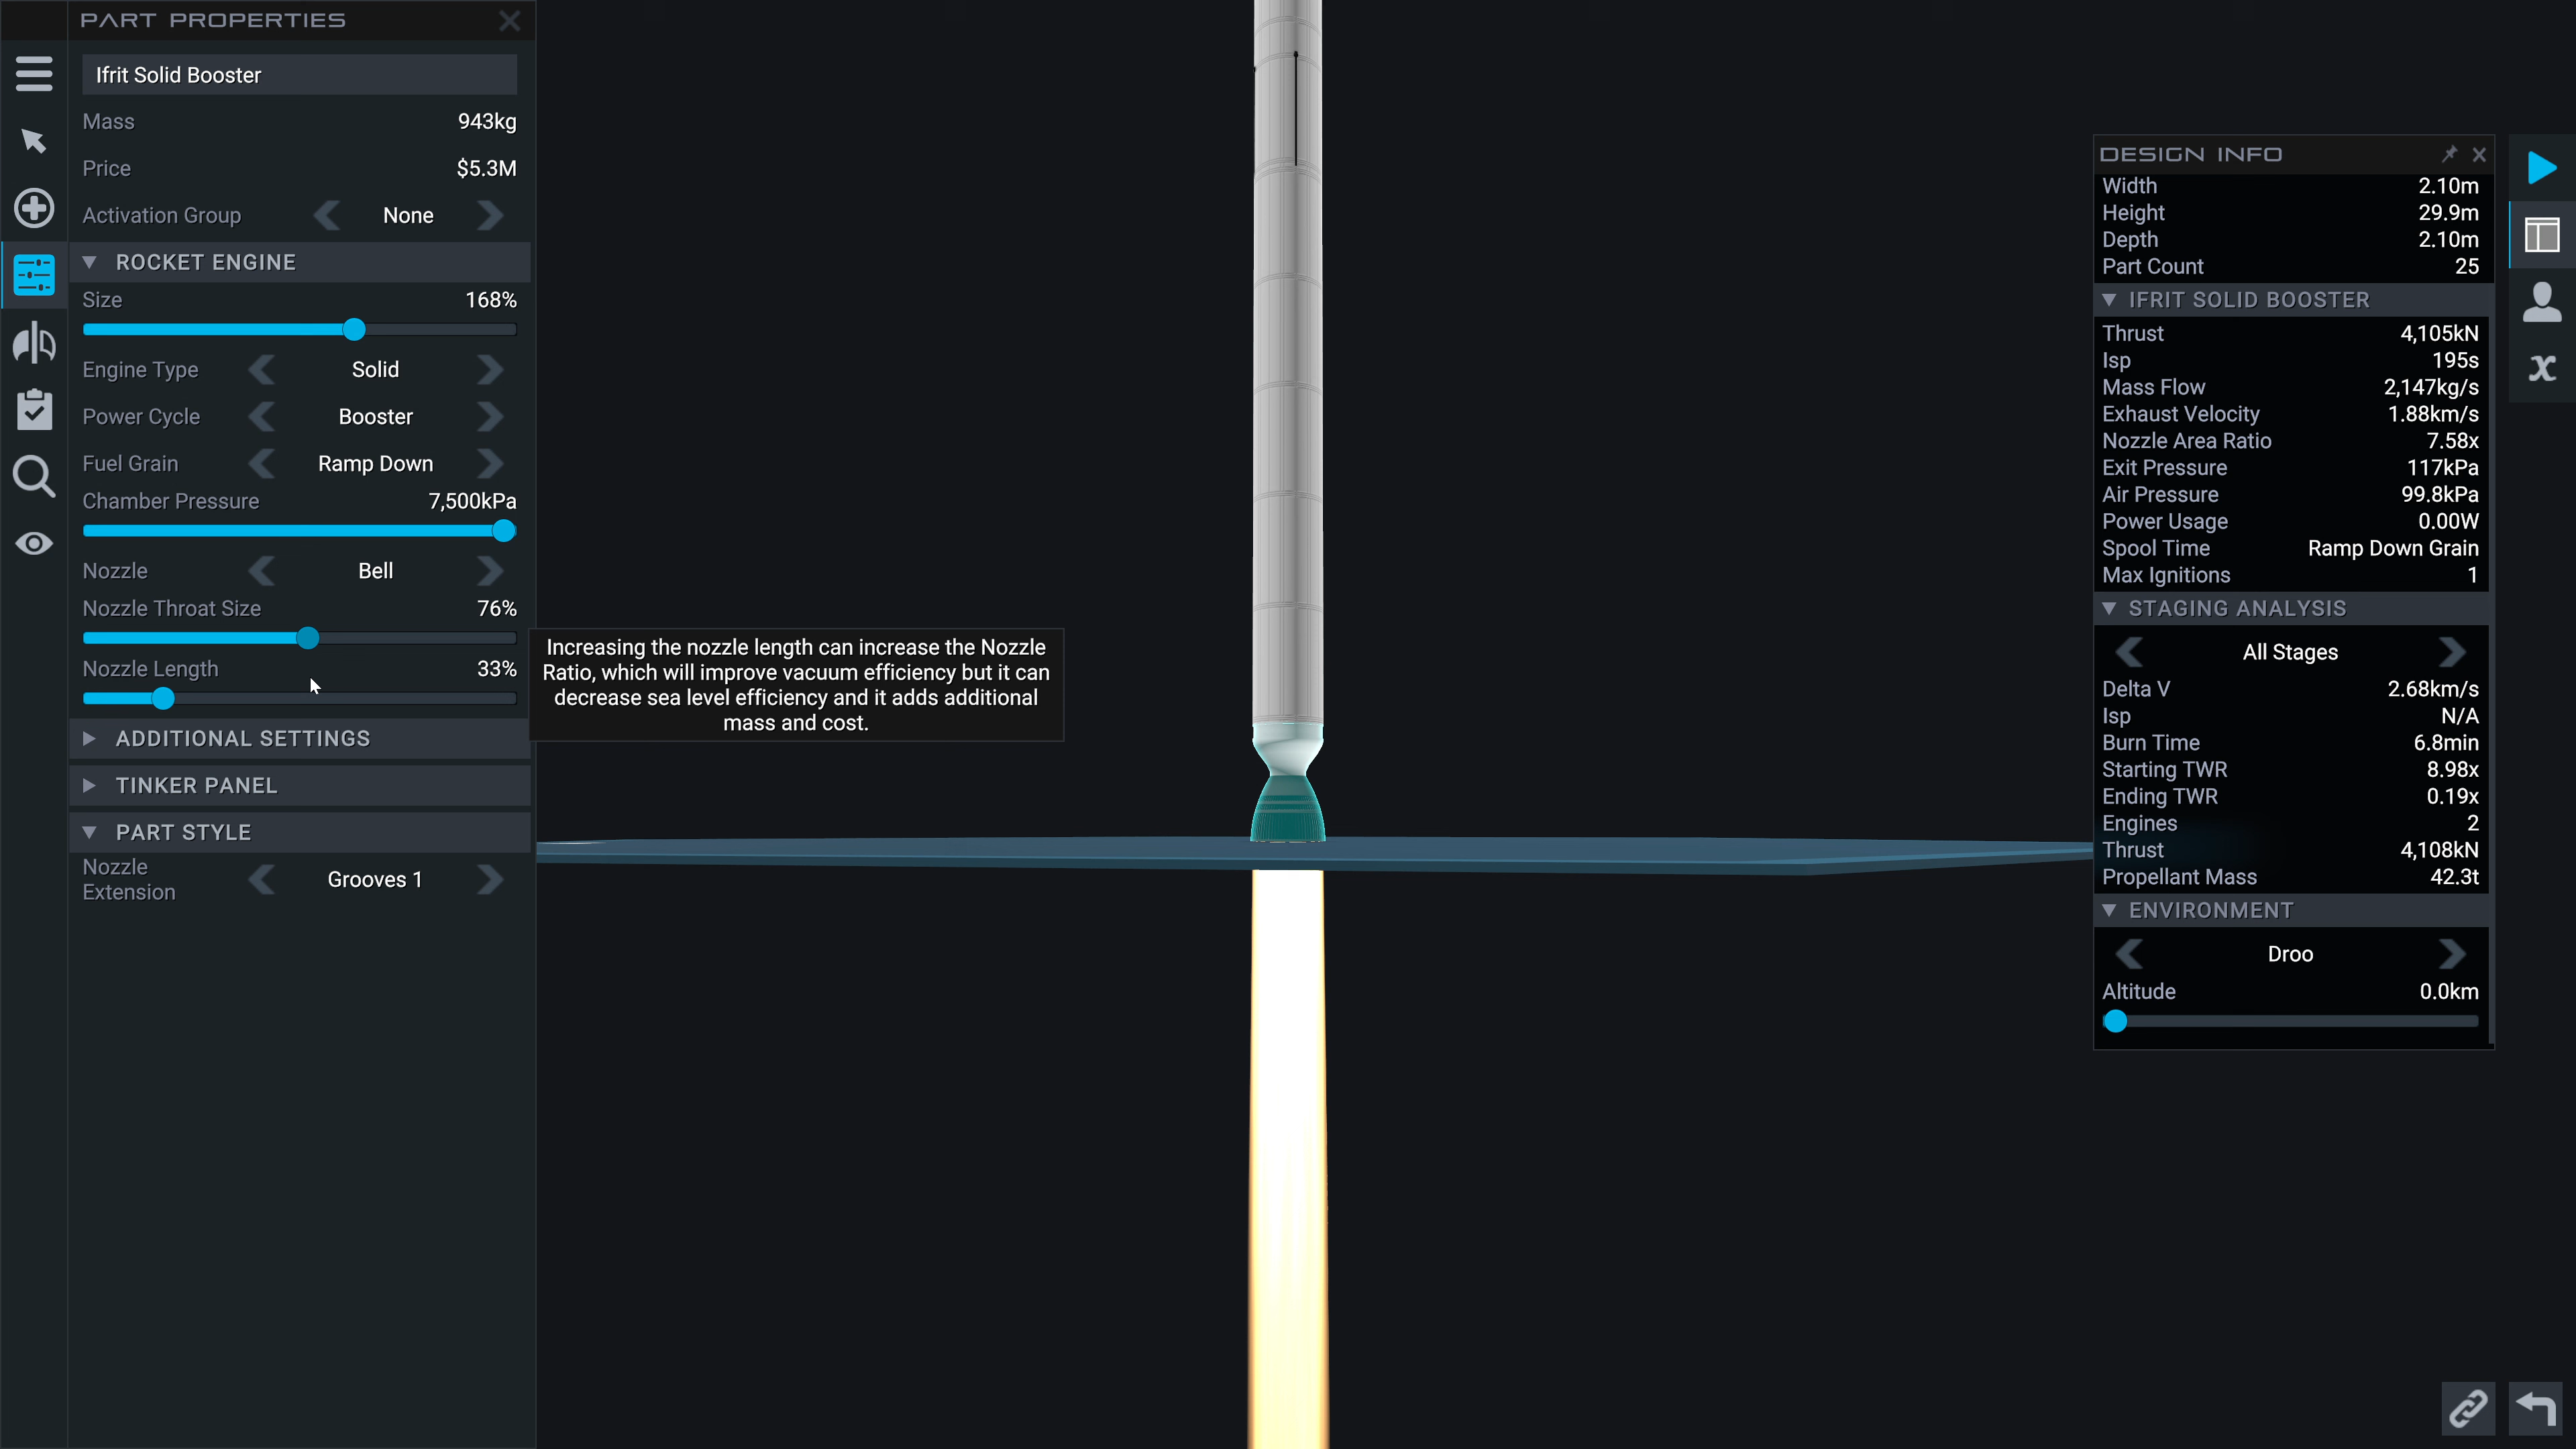 PART PROPERTIES
Ifrit Solid Booster
Mass 943kg
Price $5.3M
Activation Group None
ROCKET ENGINE
Size 168%
Engine Type Solid
Power Cycle Booster
Fuel Grain Ramp Down
Chamber Pressure 7,500kPa
Nozzle Bell
Nozzle Throat Size 76%
Nozzle Length 33%
ADDITIONAL SETTINGS
TINKER PANEL
PART STYLE
Nozzle
Extension
Grooves 1
Increasing the nozzle length can increase the Nozzle
Ratio, which will improve vacuum efficiency but it can
decrease sea level efficiency and it adds additional
mass and cost.
DESIGN INFO
Width 2.10m
Height 29.9m
Depth 2.10m
Part Count 25
IFRIT SOLID BOOSTER
Thrust 4,105kN
Isp 195s
Mass Flow 2,147kg/s
Exhaust Velocity 1.88km/s
Nozzle Area Ratio 7.58x
Exit Pressure 117kPa
Air Pressure 99.8kPa
Power Usage 0.00W
Spool Time Ramp Down Grain
Max Ignitions 1
STAGING ANALYSIS
All Stages
Delta V 2.68km/s
Isp N/A
Burn Time 6.8min
Starting TWR 8.98x
Ending TWR 0.19x
Engines 2
Thrust 4,108kN
Propellant Mass 42.3t
ENVIRONMENT
Droo
Altitude 0.0km
x